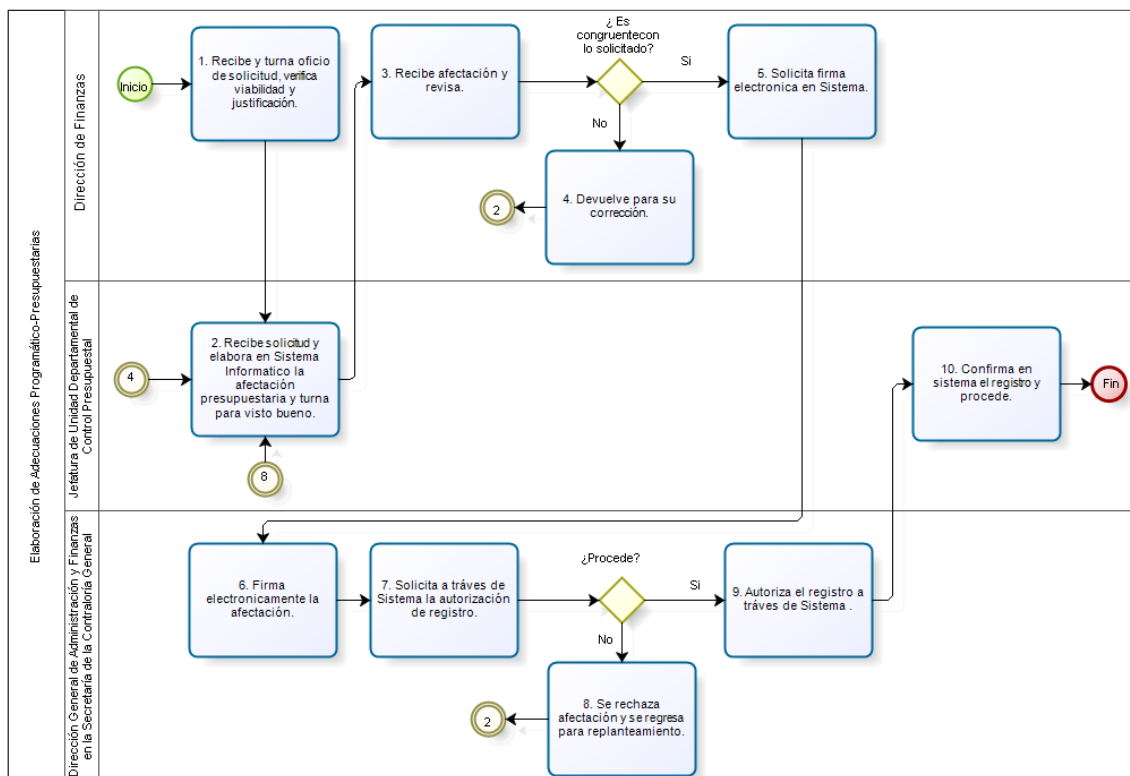 Elaboración de Adecuaciones Programático-Presupuestarias
Dirección de Finanzas
Inicio
1. Recibe y turna oficio
de solicitud, verifica
viabilidad y
justificación.
3. Recibe afectación y
revisa.
¿ Es
congruentecon
lo solicitado?
Si
No
5. Solicita firma
electronica en Sistema.
4. Devuelve para su
corrección.
2
Jefatura de Unidad Departamental de
Control Presupuestal
4
2. Recibe solicitud y
elabora en Sistema
Informatico la afectación
presupuestaria y turna
para visto bueno.
8
10. Confirma en
sistema el registro y
procede.
Fin
Dirección General de Administración y Finanzas
en la Secretaría de la Contraloría General
6. Firma
electronicamente la
afectación.
7. Solicita a tráves de
Sistema la autorización
de registro.
¿Procede?
Si
No
9. Autoriza el registro a
tráves de Sistema .
8. Se rechaza
afectación y se regresa
para replanteamiento.
2